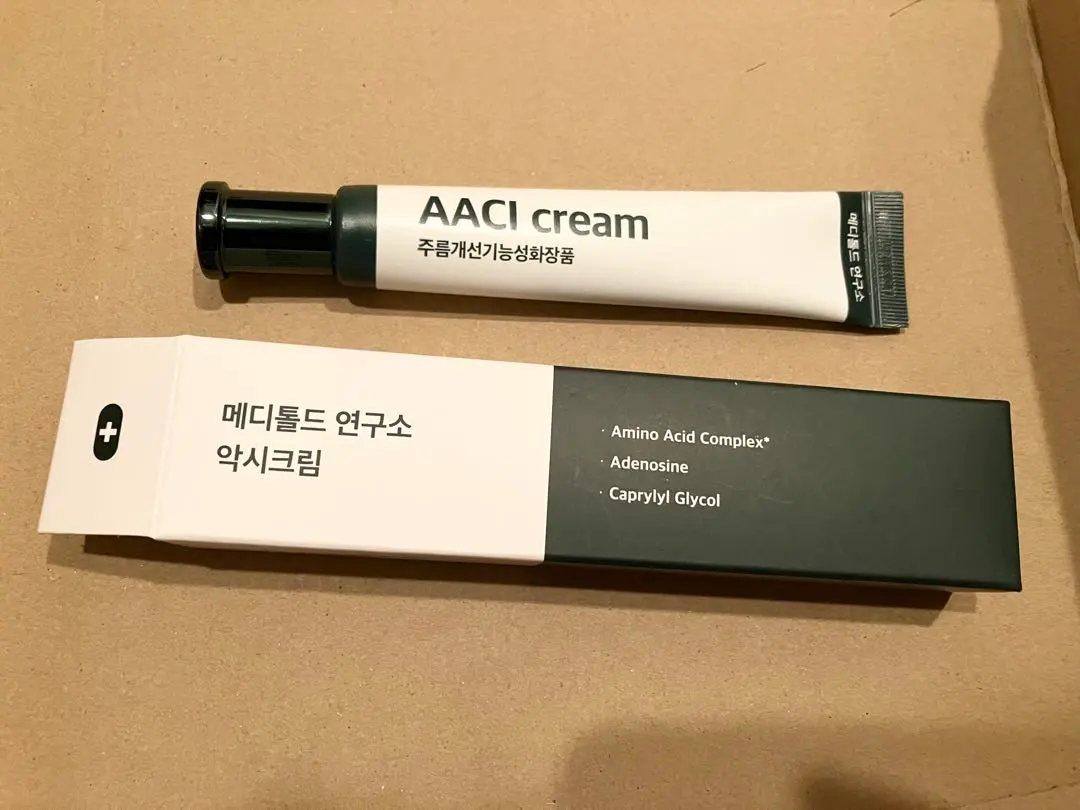 AACI cream
주름개선기능성화장품
메디톨드 연구소
메디톨드 연구소
악시크림
· Amino Acid Complex*
· Adenosine
· Caprylyl Glycol